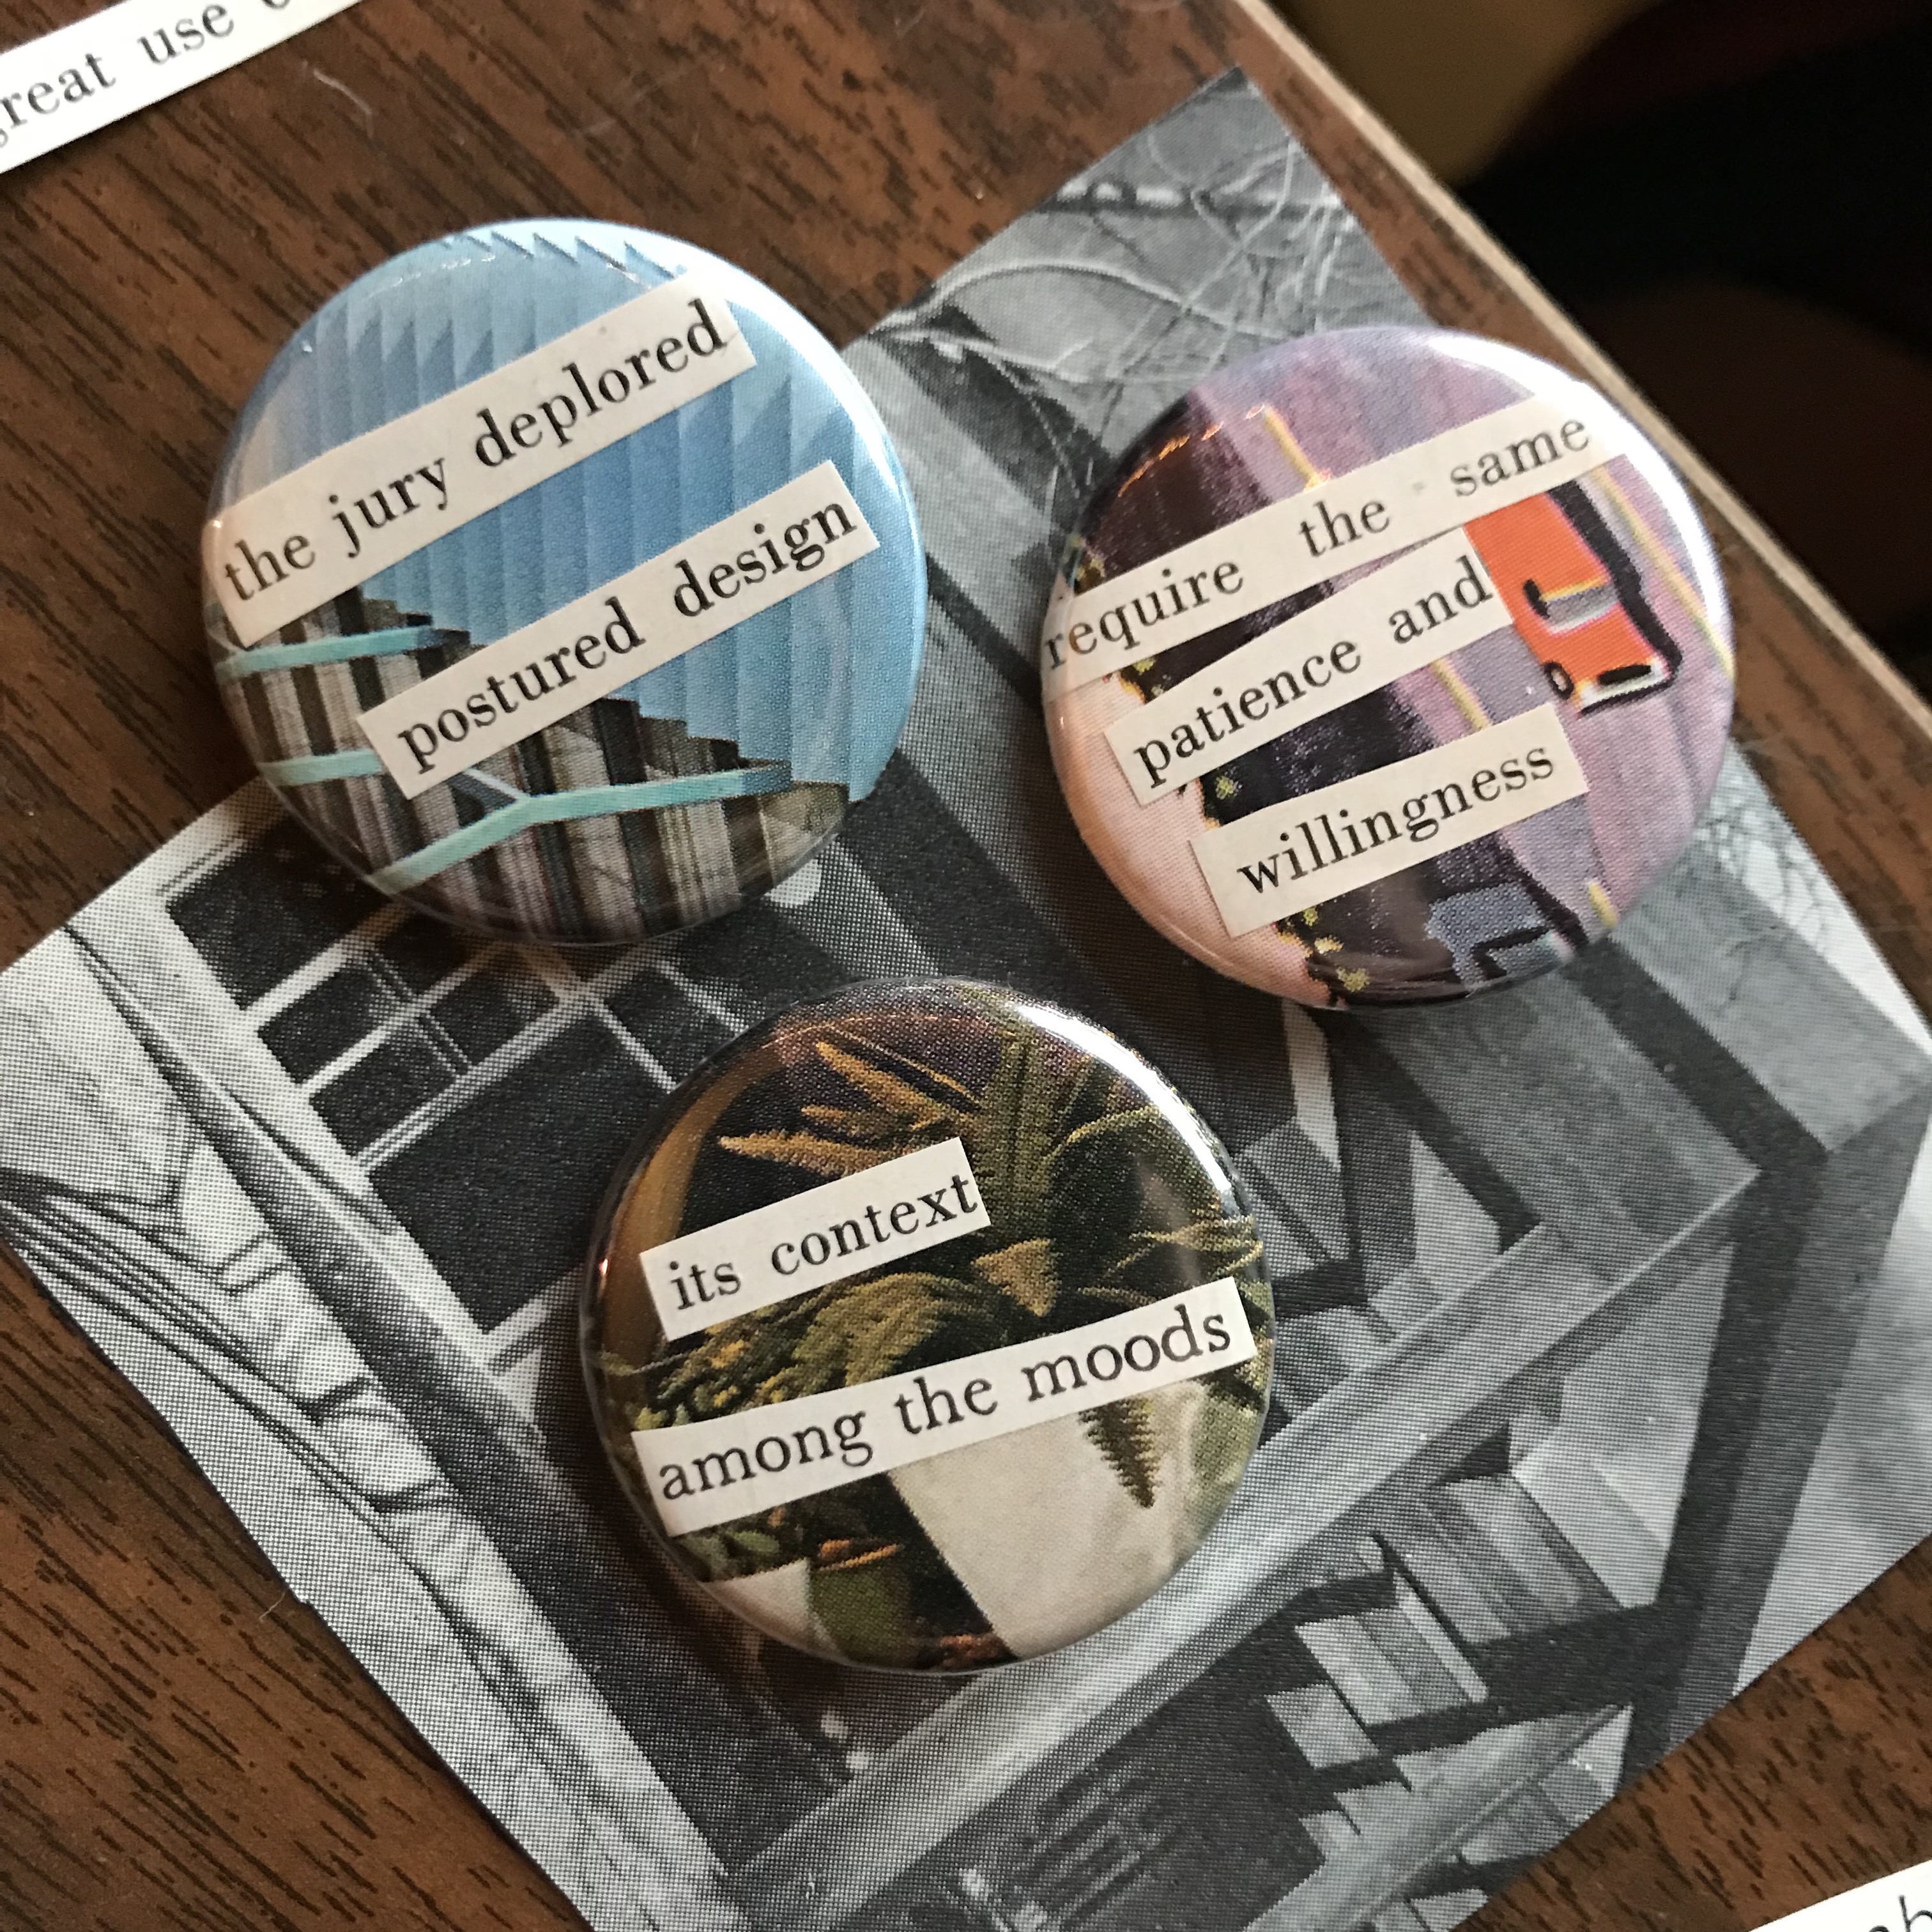 great use
the jury deplored
postured design
require the same
patience and
willingness
its context
among the moods